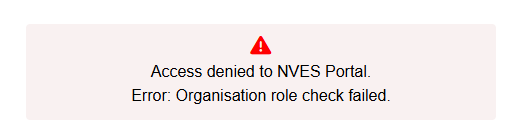 Access denied to NVES Portal.
Error: Organisation role check failed.